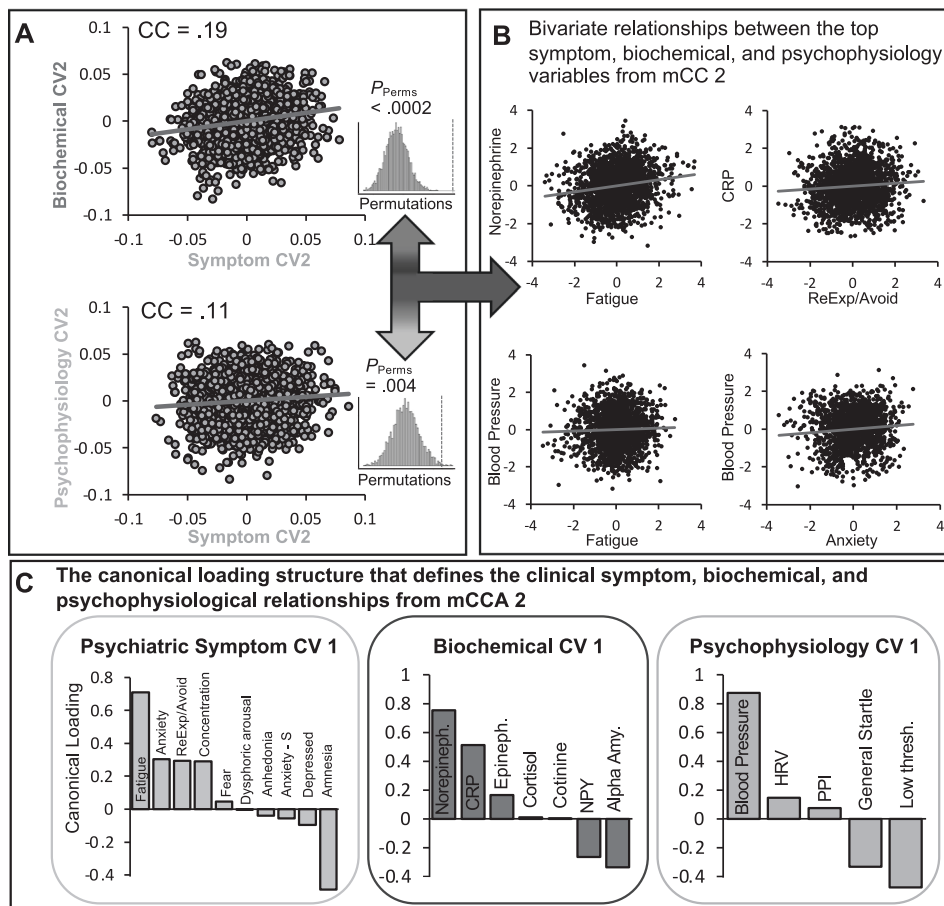 A
CC = .19
Biochemical CV2
0.1
0.05
0
-0.05
-0.1
-0.1 -0.05 0 0.05 0.1
Symptom CV2
PPerms
< .0002
Permutations
CC = .11
Psychophysiology CV2
0.1
0.05
0
-0.05
-0.1
-0.1 -0.05 0 0.05 0.1
Symptom CV2
PPerms
= .004
Permutations
B Bivariate relationships between the top
symptom, biochemical, and psychophysiology
variables from mCC 2
Norepinephrine
4
2
0
-2
-4
-4 -2 0 2 4
Fatigue
CRP
4
2
0
-2
-4
-4 -2 0 2 4
ReExp/Avoid
Blood Pressure
4
2
0
-2
-4
-4 -2 0 2 4
Fatigue
Blood Pressure
4
2
0
-2
-4
-4 -2 0 2 4
Anxiety
C The canonical loading structure that defines the clinical symptom, biochemical, and
psychophysiological relationships from mCCA 2
Psychiatric Symptom CV 1
Canonical Loading
0.8
0.6
0.4
0.2
0
-0.2
-0.4
Fatigue
Anxiety
ReExp/Avoid
Concentration
Fear
Dysphoric arousal
Anhedonia
Anxiety - S
Depressed
Amnesia
Biochemical CV 1
1
0.8
0.6
0.4
0.2
0
-0.2
-0.4
Norepineph.
CRP
Epineph.
Cortisol
Cotinine
NPY
Alpha Amy.
Psychophysiology CV 1
1
0.8
0.6
0.4
0.2
0
-0.2
-0.4
Blood Pressure
HRV
PPI
General Startle
Low thresh.